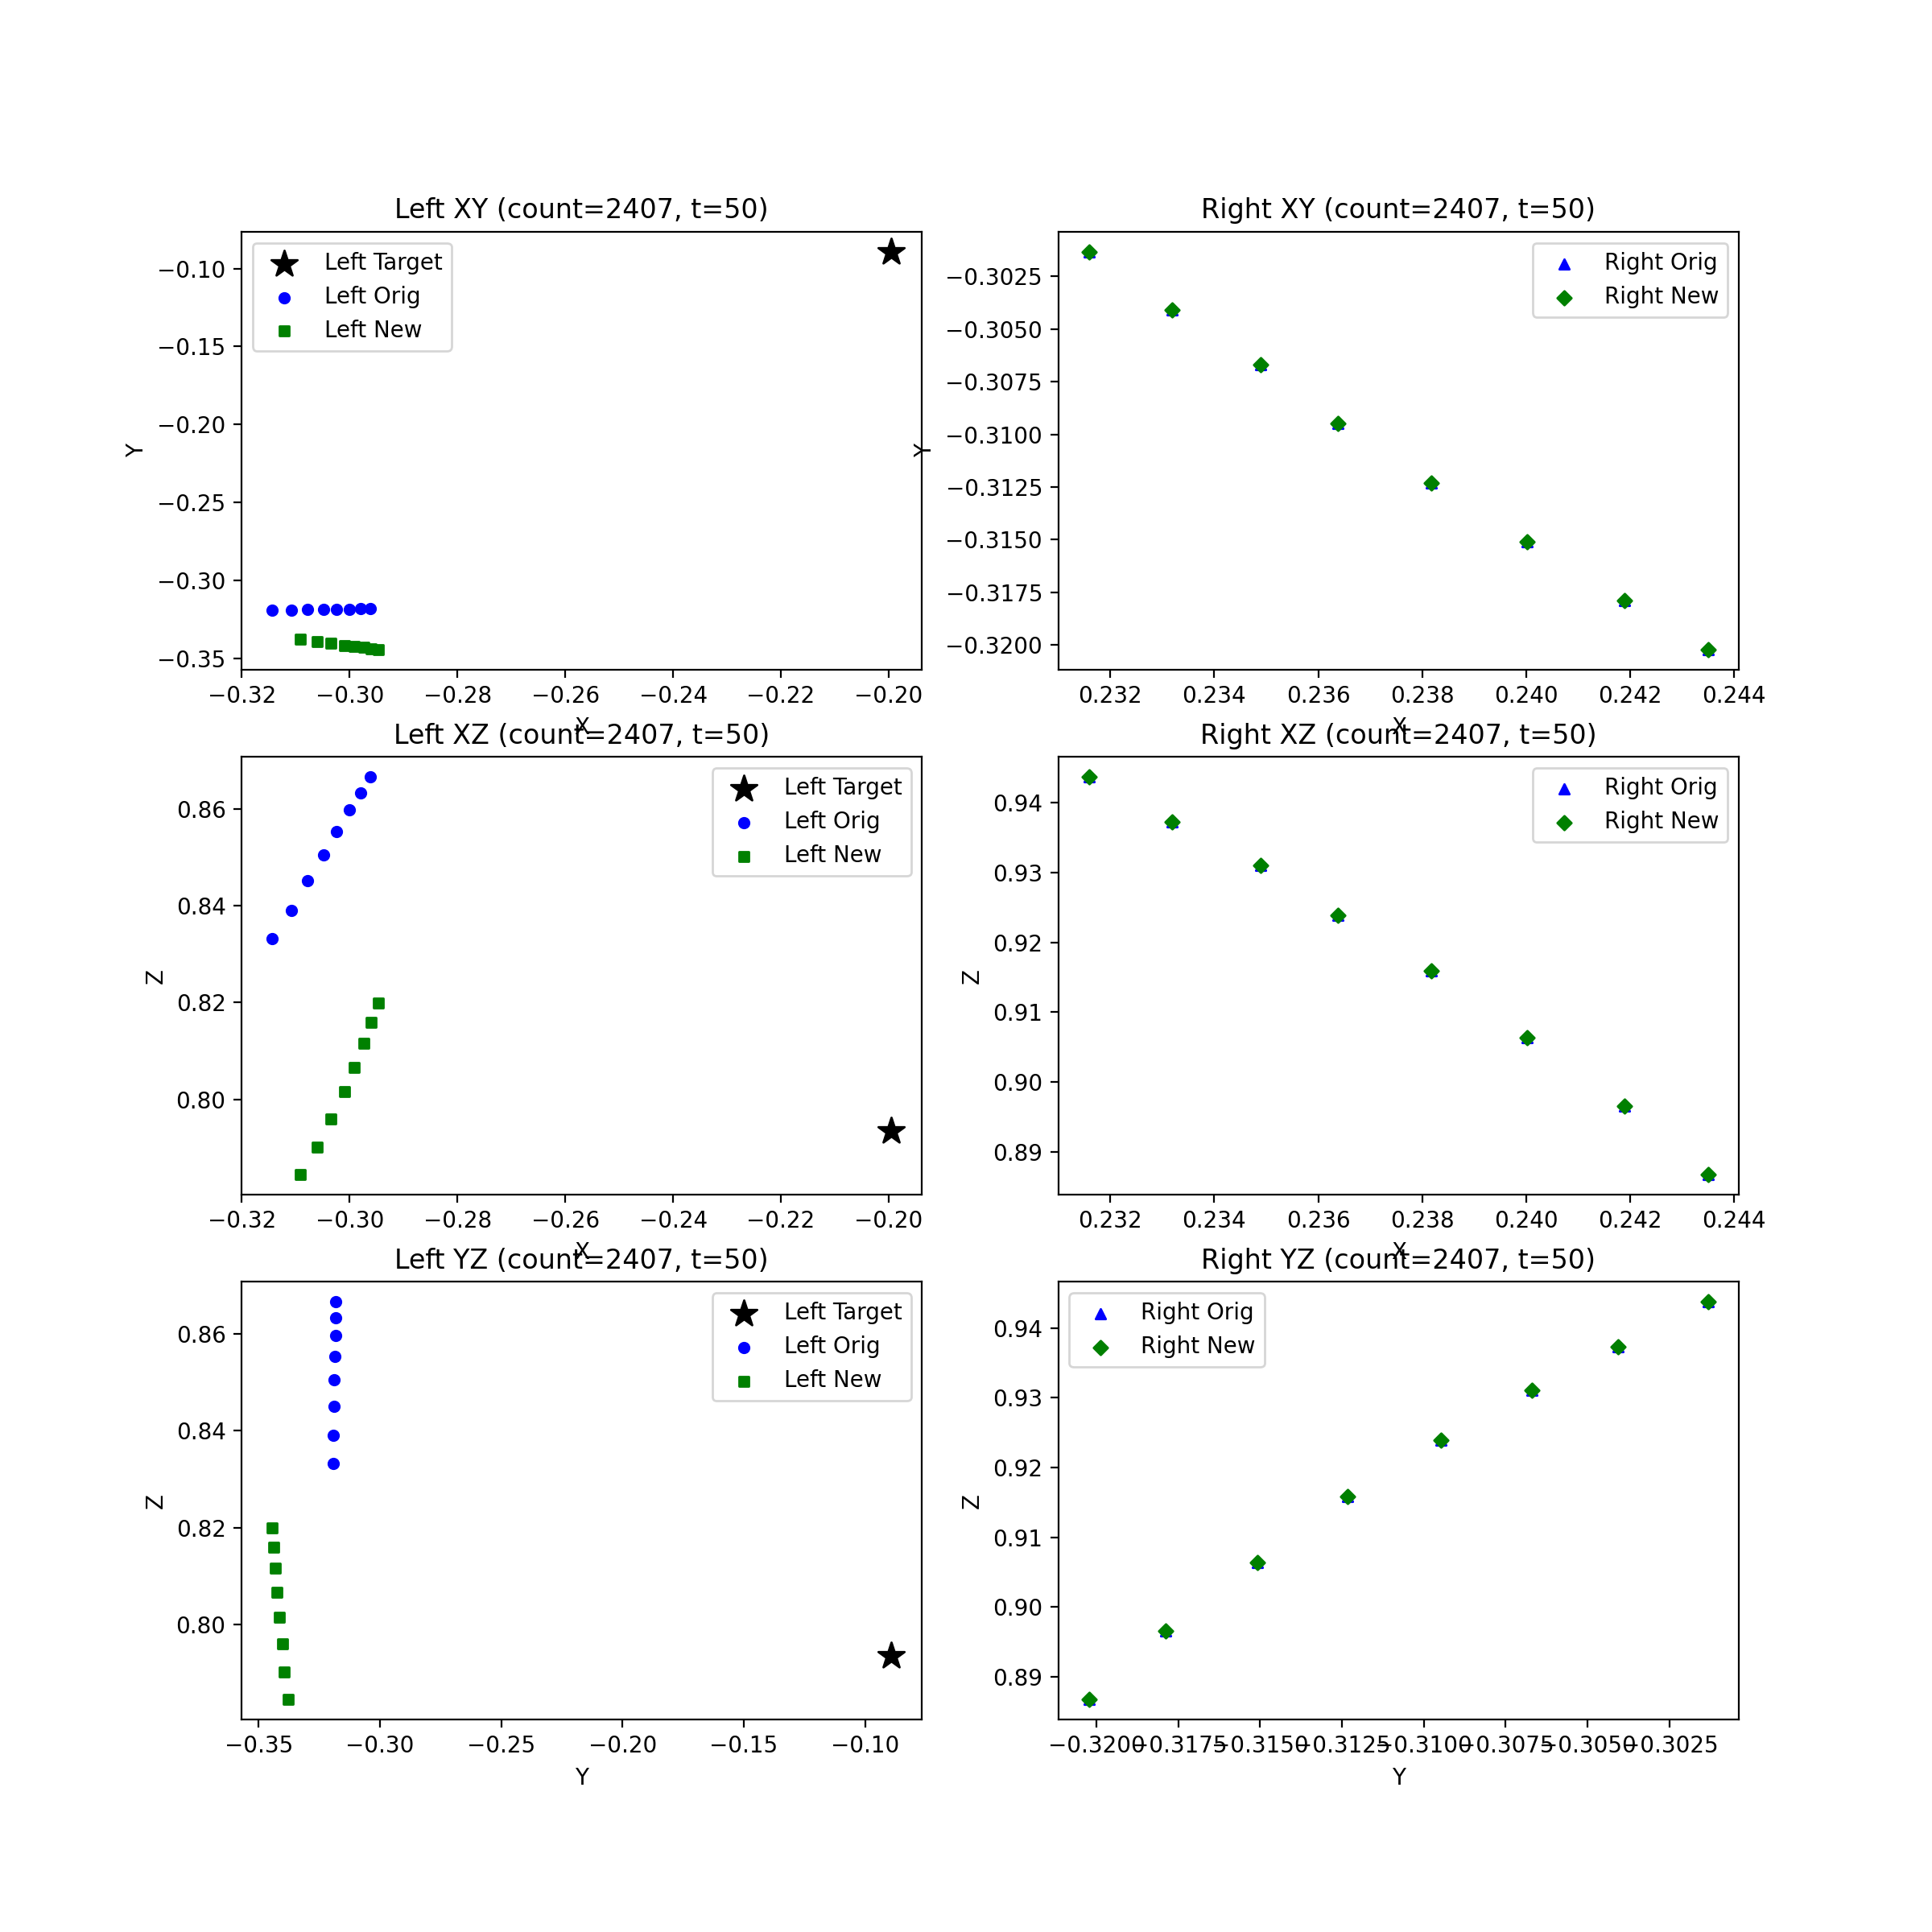 Left XY (count=2407, t=50)
Left Target
Left Orig
Left New
Y
−0.10
−0.15
−0.20
−0.25
−0.30
−0.35
−0.32 −0.30 −0.28 −0.26 −0.24 −0.22 −0.20
X
Right XY (count=2407, t=50)
Right Orig
Right New
Y
−0.3025
−0.3050
−0.3075
−0.3100
−0.3125
−0.3150
−0.3175
−0.3200
0.232 0.234 0.236 0.238 0.240 0.242 0.244
X
Left XZ (count=2407, t=50)
Left Target
Left Orig
Left New
Z
0.86
0.84
0.82
0.80
−0.32 −0.30 −0.28 −0.26 −0.24 −0.22 −0.20
X
Right XZ (count=2407, t=50)
Right Orig
Right New
Z
0.94
0.93
0.92
0.91
0.90
0.89
0.232 0.234 0.236 0.238 0.240 0.242 0.244
X
Left YZ (count=2407, t=50)
Left Target
Left Orig
Left New
Z
0.86
0.84
0.82
0.80
−0.35 −0.30 −0.25 −0.20 −0.15 −0.10
Y
Right YZ (count=2407, t=50)
Right Orig
Right New
Z
0.94
0.93
0.92
0.91
0.90
0.89
−0.3200 −0.3175 −0.3150 −0.3125 −0.3100 −0.3075 −0.3050 −0.3025
Y